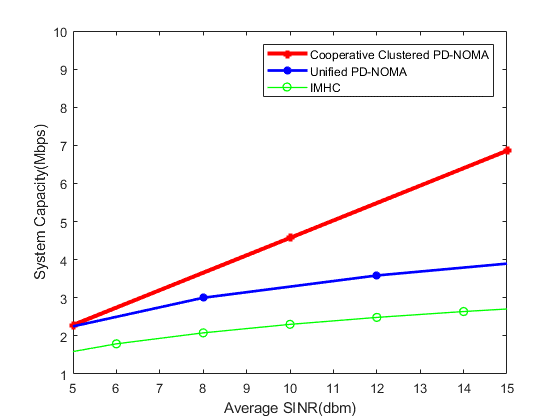 10
9
8
7
6
5
4
3
2
1
System Capacity(Mbps)
Cooperative Clustered PD-NOMA
Unified PD-NOMA
IMHC
5 6 7 8 9 10 11 12 13 14 15
Average SINR(dbm)